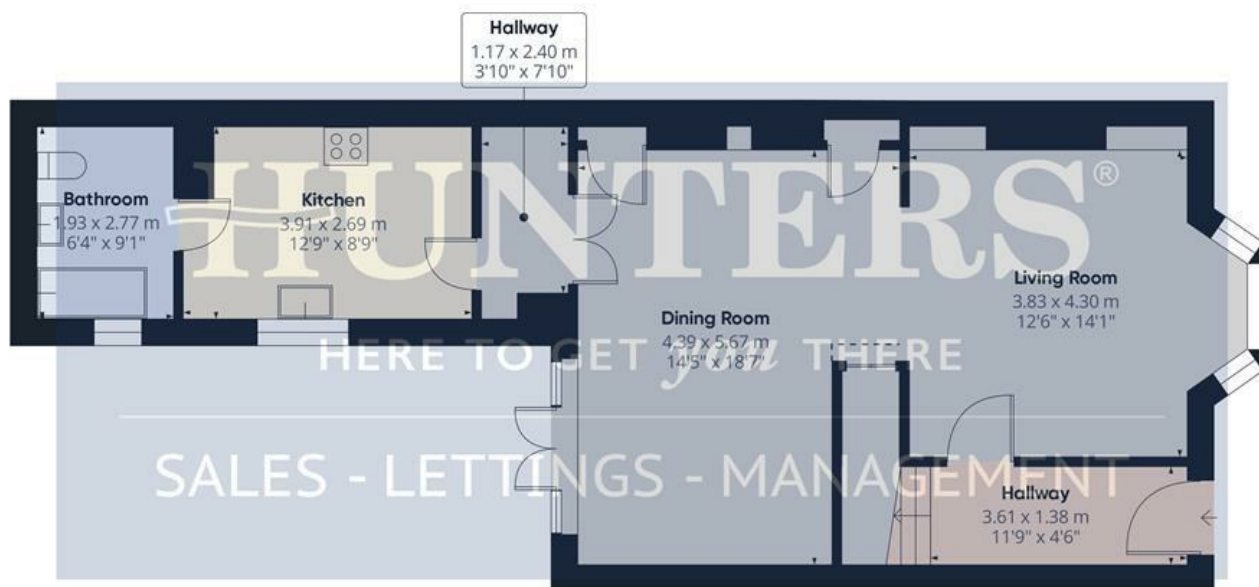 Hallway
1.17 x 2.40 m
3'10" x 7'10"
HUNTERS®
Bathroom
1.93 x 2.77 m
6'4" x 9'1"
Kitchen
3.91 x 2.69 m
12'9" x 8'9"
Living Room
3.83 x 4.30 m
12'6" x 14'1"
Dining Room
4.39 x 5.67 m
14'5" x 18'7"
HERE TO GET you THERE
SALES - LETTINGS - MANAGEMENT
Hallway
3.61 x 1.38 m
11'9" x 4'6"